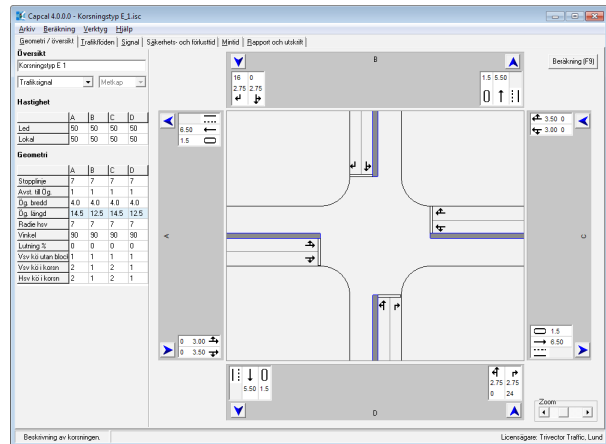 Capcal 4.0.0.0 - Korsningstyp E_1.isc
Arkiv Beräkning Verktyg Hjälp
Geometri / översikt Trafikflöden Signal Säkerhets- och förlusttid Mintid Rapport och utskrift
Översikt
Korsningstyp E 1
Trafiksignal Metkap
Hastighet
A B C D
Led 50 50 50 50
Lokal 50 50 50 50
Geometri
A B C D
Stopplinje 7 7 7 7
Avst. till Ög. 1 1 1 1
Ög. bredd 4.0 4.0 4.0 4.0
Ög. längd 14.5 12.5 14.5 12.5
Radie hsv 7 7 7 7
Vinkel 90 90 90 90
Lutning % 0 0 0 0
Vsv kö utan block 1 1 1 1
Vsv kö i korsn 2 1 2 1
Hsv kö i korsn 2 1 2 1
B
16 0
2.75 2.75
1.5 5.50
Beräkning (F9)
6.50
1.5
3.50 0
3.00 0
A
C
0 3.00
0 3.50
1.5
6.50
5.50 1.5
D
2.75 2.75
0 24
Zoom
Beskrivning av korsningen.
Licensägare: Trivector Traffic, Lund